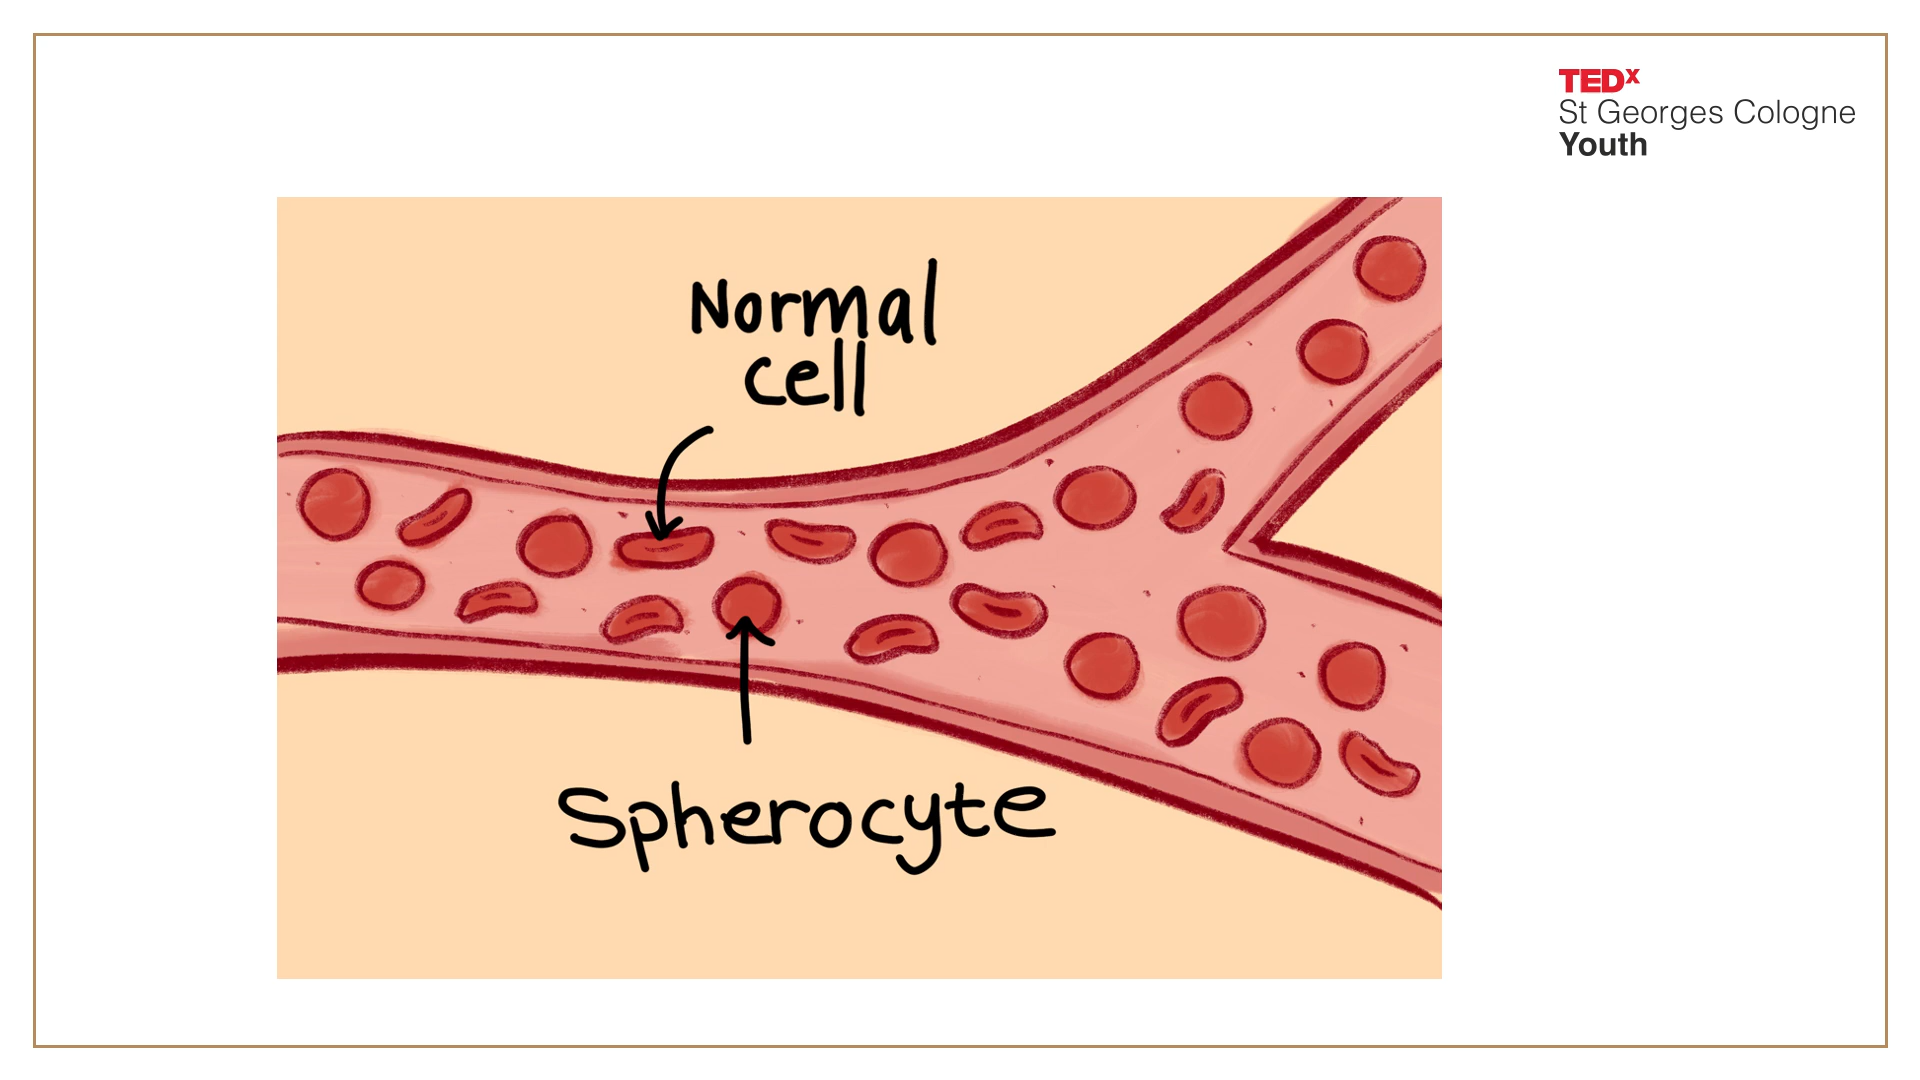 TEDx
St Georges Cologne
Youth
Normal
cell
Spherocyte